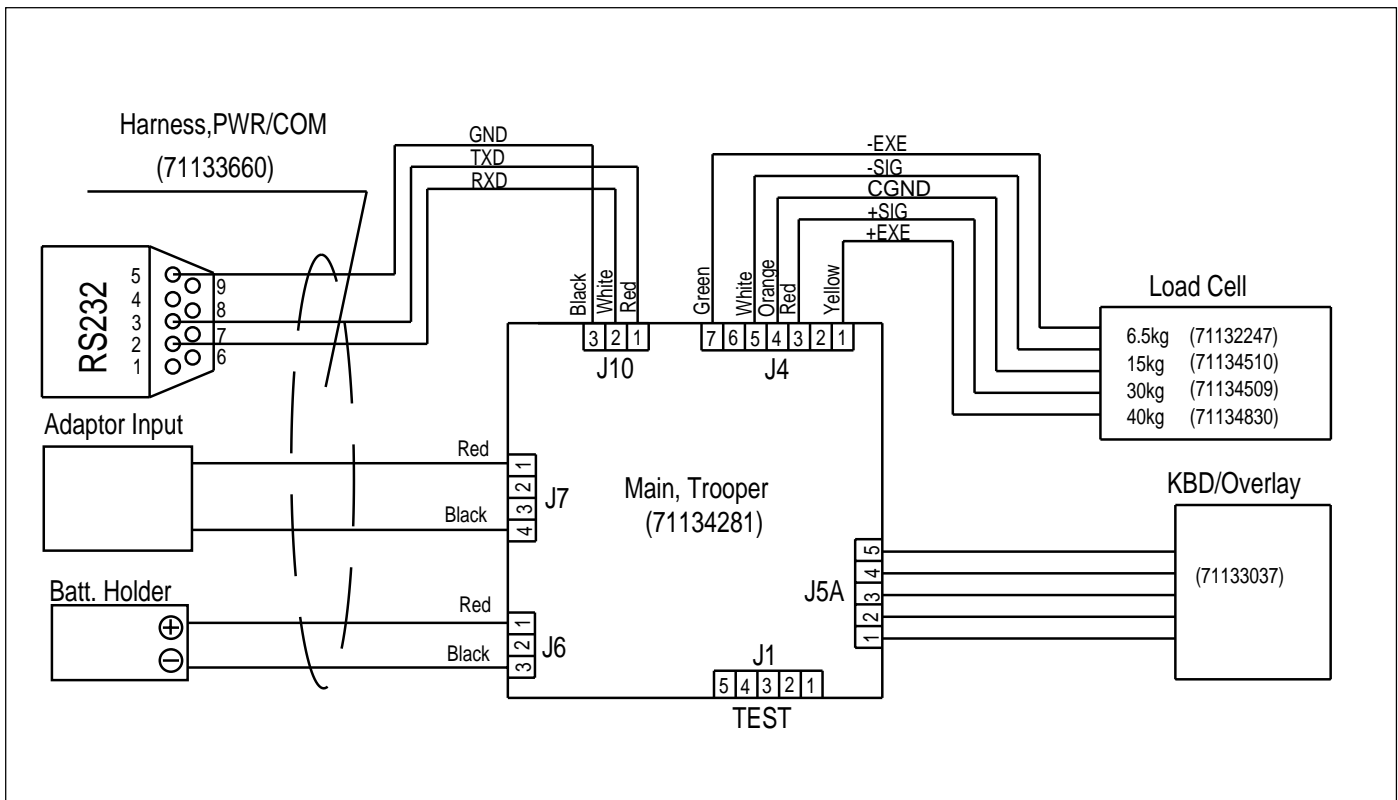 Harness,PWR/COM
(71133660)
GND
TXD
RXD
-EXE
-SIG
CGND
+SIG
+EXE
Black
White
Red
Green
White
Orange
Red
Yellow
RS232
5
4
3
2
1
9
8
7
6
3 2 1
J10
7 6 5 4 3 2 1
J4
Load Cell
6.5kg (71132247)
15kg (71134510)
30kg (71134509)
40kg (71134830)
Adaptor Input
Red
Black
1
2
3
4
J7
Main, Trooper
(71134281)
KBD/Overlay
(71133037)
5
4
3
2
1
J5A
Batt. Holder
+
−
Red
Black
1
2
3
J6
J1
5 4 3 2 1
TEST